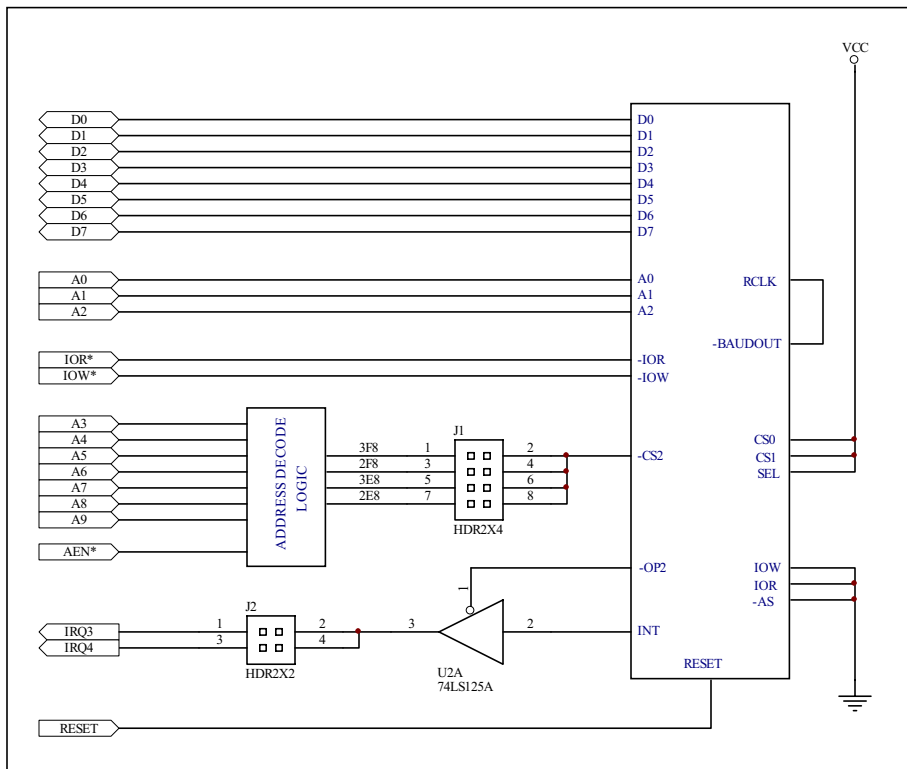 VCC
D0 D0
D1 D1
D2 D2
D3 D3
D4 D4
D5 D5
D6 D6
D7 D7
A0 A0 RCLK
A1 A1
A2 A2
-BAUDOUT
IOR* -IOR
IOW* -IOW
A3 J1
A4 CS0
A5 3F8 1 2 -CS2 CS1
A6 2F8 3 4 SEL
A7 3E8 5 6
A8 2E8 7 8
A9 HDR2X4
ADDRESS DECODE
LOGIC
AEN*
-OP2 IOW
1 IOR
J2 -AS
IRQ3 1 2 3 2 INT
IRQ4 3 4
HDR2X2 U2A RESET
74LS125A
RESET